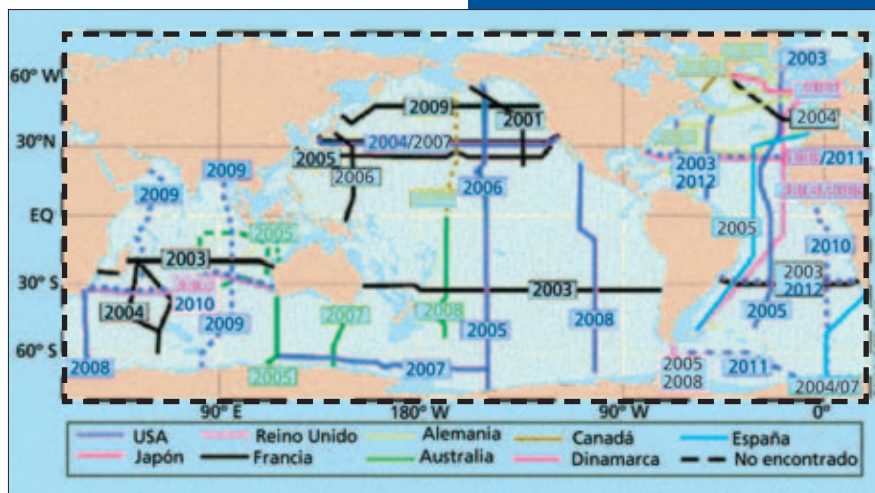 60° W
30°N
EQ
30° S
60° S
2003
2009
2001
2004
2004/2007
2005
2006
2009
2009
2003
2012
/2011
2006
2005
2005
2010
2003
2003
2003
2012
2004
2010
2009
2007
2008
2005
2008
2005
2008
2005
2007
2005
2008
2011
2004/07
90° E
180° W
90° W
0°
USA
Reino Unido
Alemania
Canadá
España
Japón
Francia
Australia
Dinamarca
No encontrado